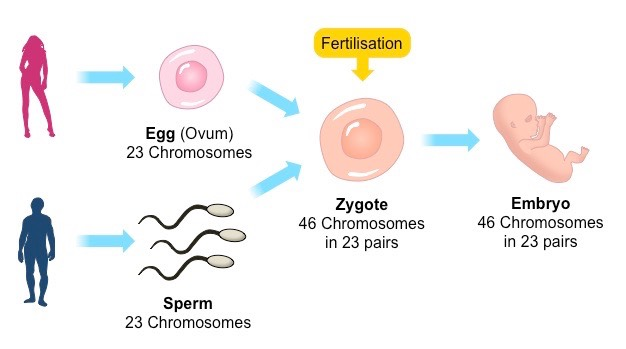 Fertilisation
Egg (Ovum)
23 Chromosomes
Zygote
46 Chromosomes
in 23 pairs
Embryo
46 Chromosomes
in 23 pairs
Sperm
23 Chromosomes